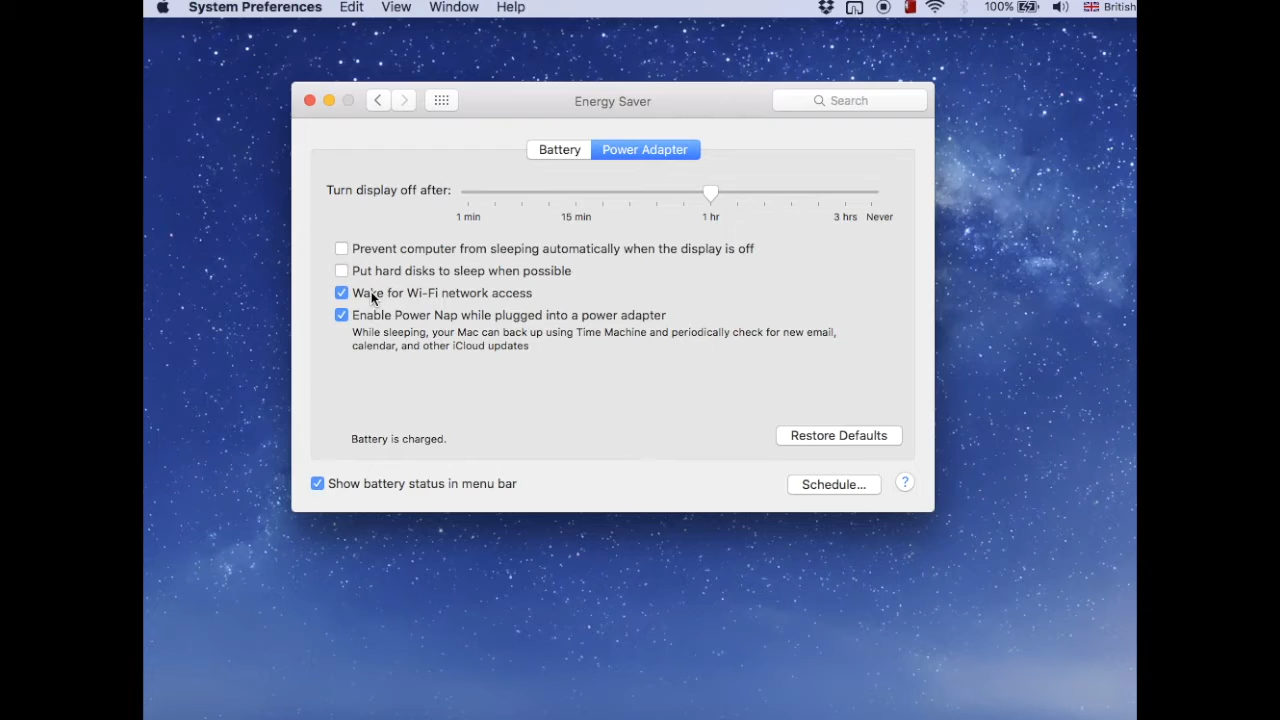 System Preferences Edit View Window Help 100% British
Energy Saver Search
Battery Power Adapter
Turn display off after:
1 min 15 min 1 hr 3 hrs Never
Prevent computer from sleeping automatically when the display is off
Put hard disks to sleep when possible
Wake for Wi-Fi network access
Enable Power Nap while plugged into a power adapter
While sleeping, your Mac can back up using Time Machine and periodically check for new email,
calendar, and other iCloud updates
Battery is charged. Restore Defaults
Show battery status in menu bar Schedule... ?